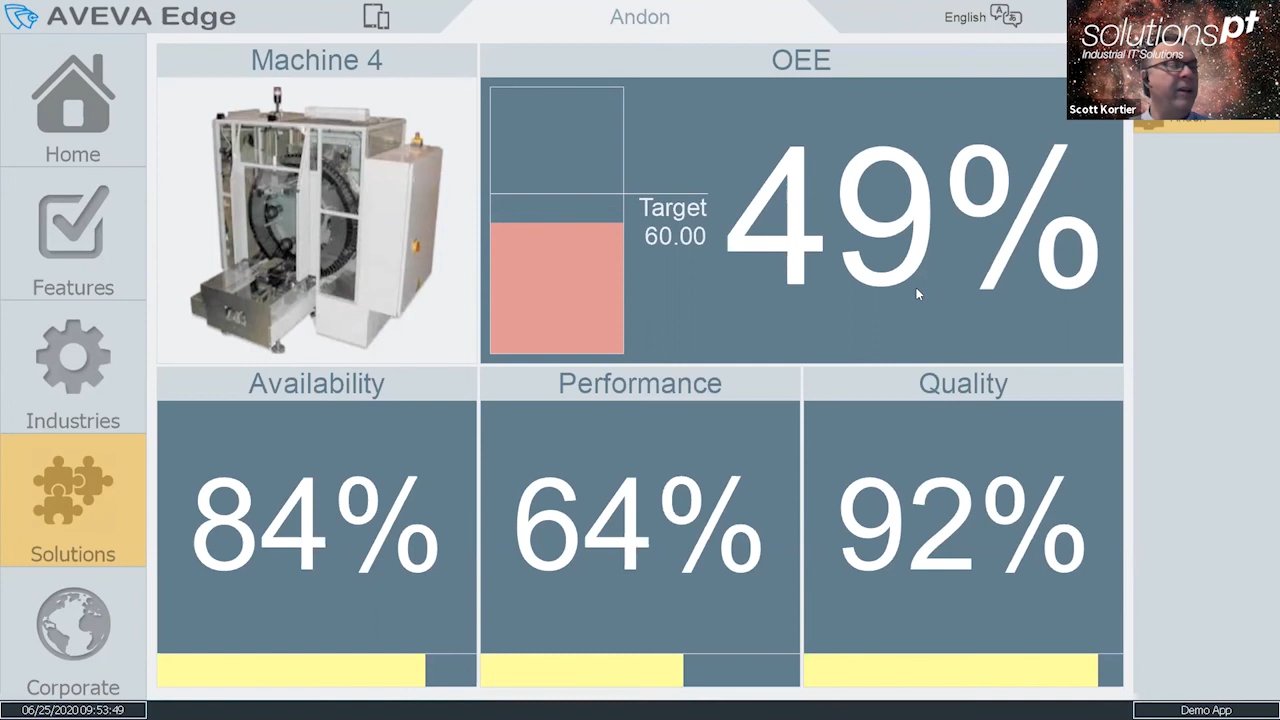 AVEVA Edge
Andon
English
solutionspt
Industrial IT Solutions
Scott Kortier
Home
Features
Industries
Solutions
Corporate
Machine 4
OEE
Target
60.00
49%
Availability
Performance
Quality
84%
64%
92%
06/25/2020 09:53:49
Demo App